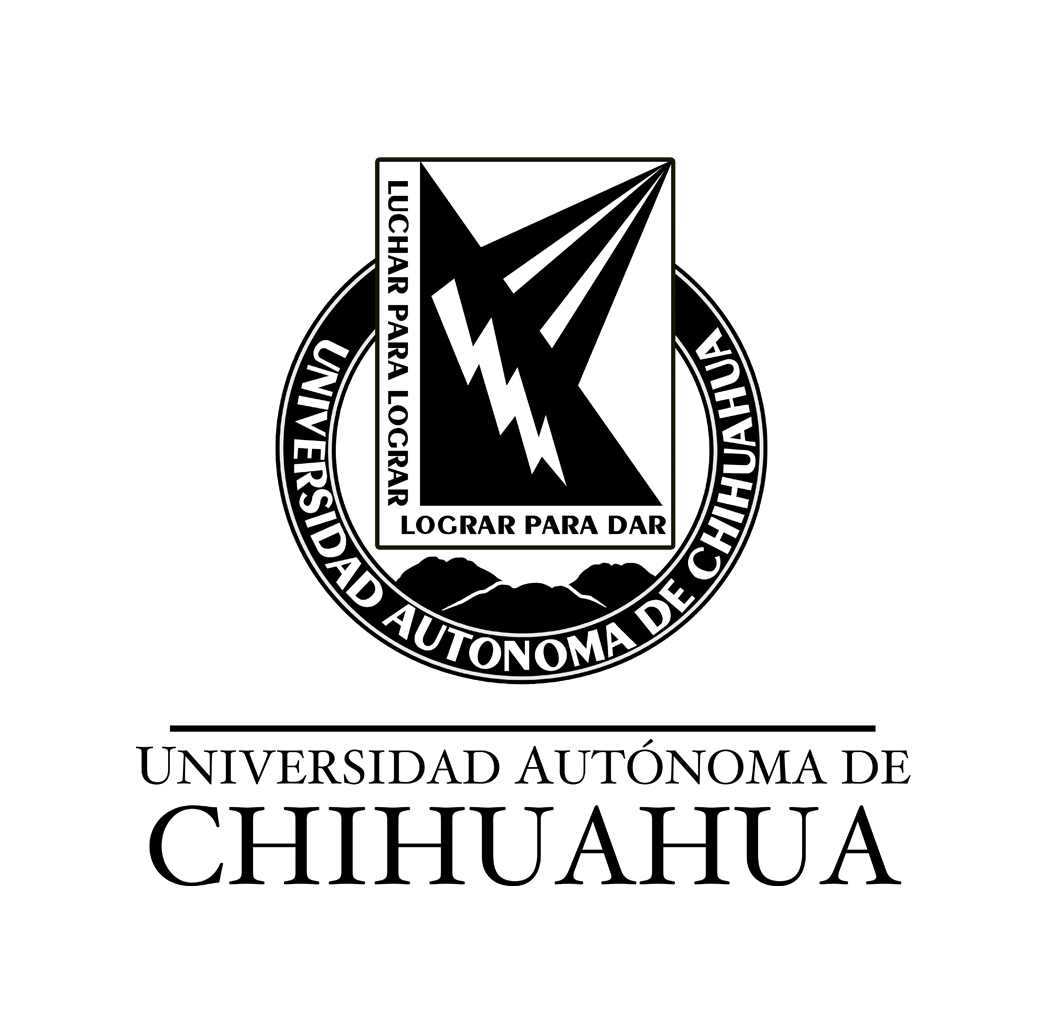 LUCHAR PARA LOGRAR
LOGRAR PARA DAR
UNIVERSIDAD AUTONOMA DE CHIHUAHUA
UNIVERSIDAD AUTÓNOMA DE
CHIHUAHUA